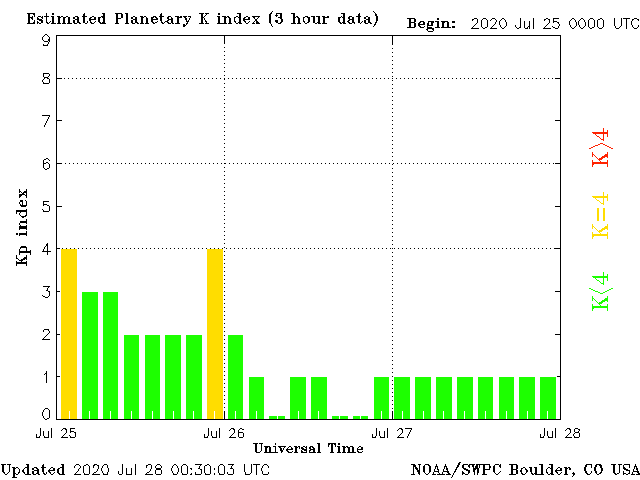 Estimated Planetary K index (3 hour data) Begin: 2020 Jul 25 0000 UTC
9
8
7
6
5
4
3
2
1
0
Kp index
Jul 25 Jul 26 Jul 27 Jul 28
Universal Time
K<4 K=4 K>4
Updated 2020 Jul 28 00:30:03 UTC NOAA/SWPC Boulder, CO USA